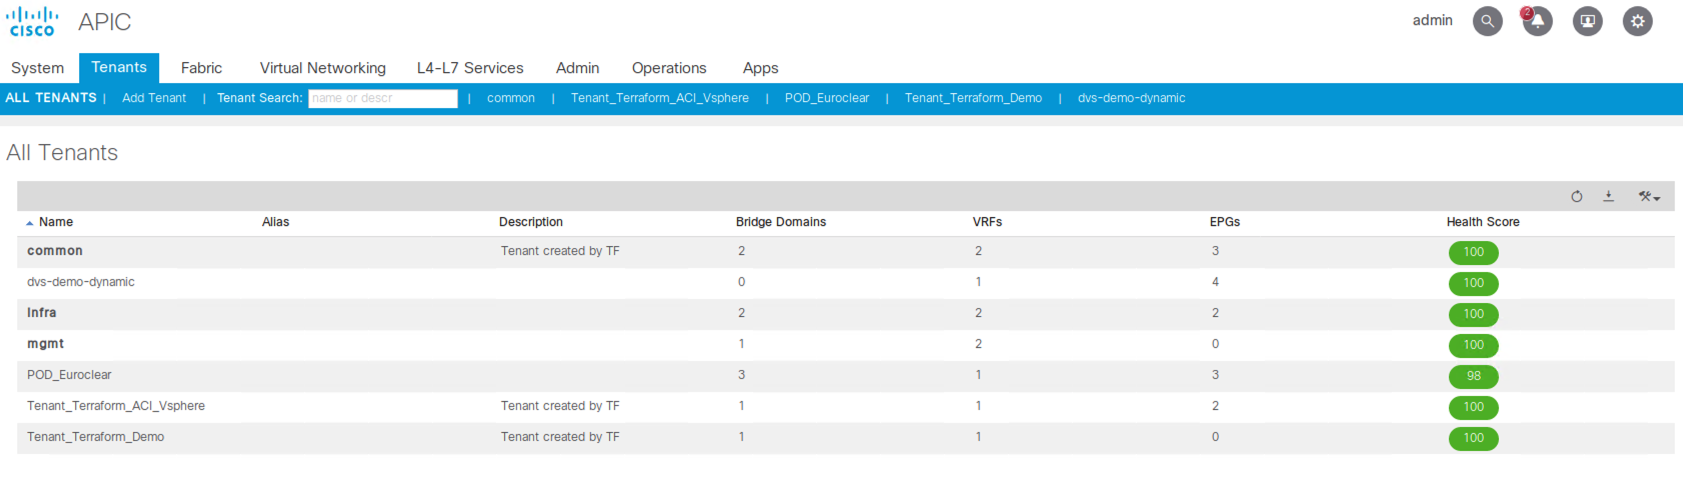 CISCO APIC admin 2
System Tenants Fabric Virtual Networking L4-L7 Services Admin Operations Apps
ALL TENANTS | Add Tenant | Tenant Search: name or descr | common | Tenant_Terraform_ACI_Vsphere | POD_Euroclear | Tenant_Terraform_Demo | dvs-demo-dynamic
All Tenants
Name Alias Description Bridge Domains VRFs EPGs Health Score
common Tenant created by TF 2 2 3 100
dvs-demo-dynamic 0 1 4 100
infra 2 2 2 100
mgmt 1 2 0 100
POD_Euroclear 3 1 3 98
Tenant_Terraform_ACI_Vsphere Tenant created by TF 1 1 2 100
Tenant_Terraform_Demo Tenant created by TF 1 1 0 100